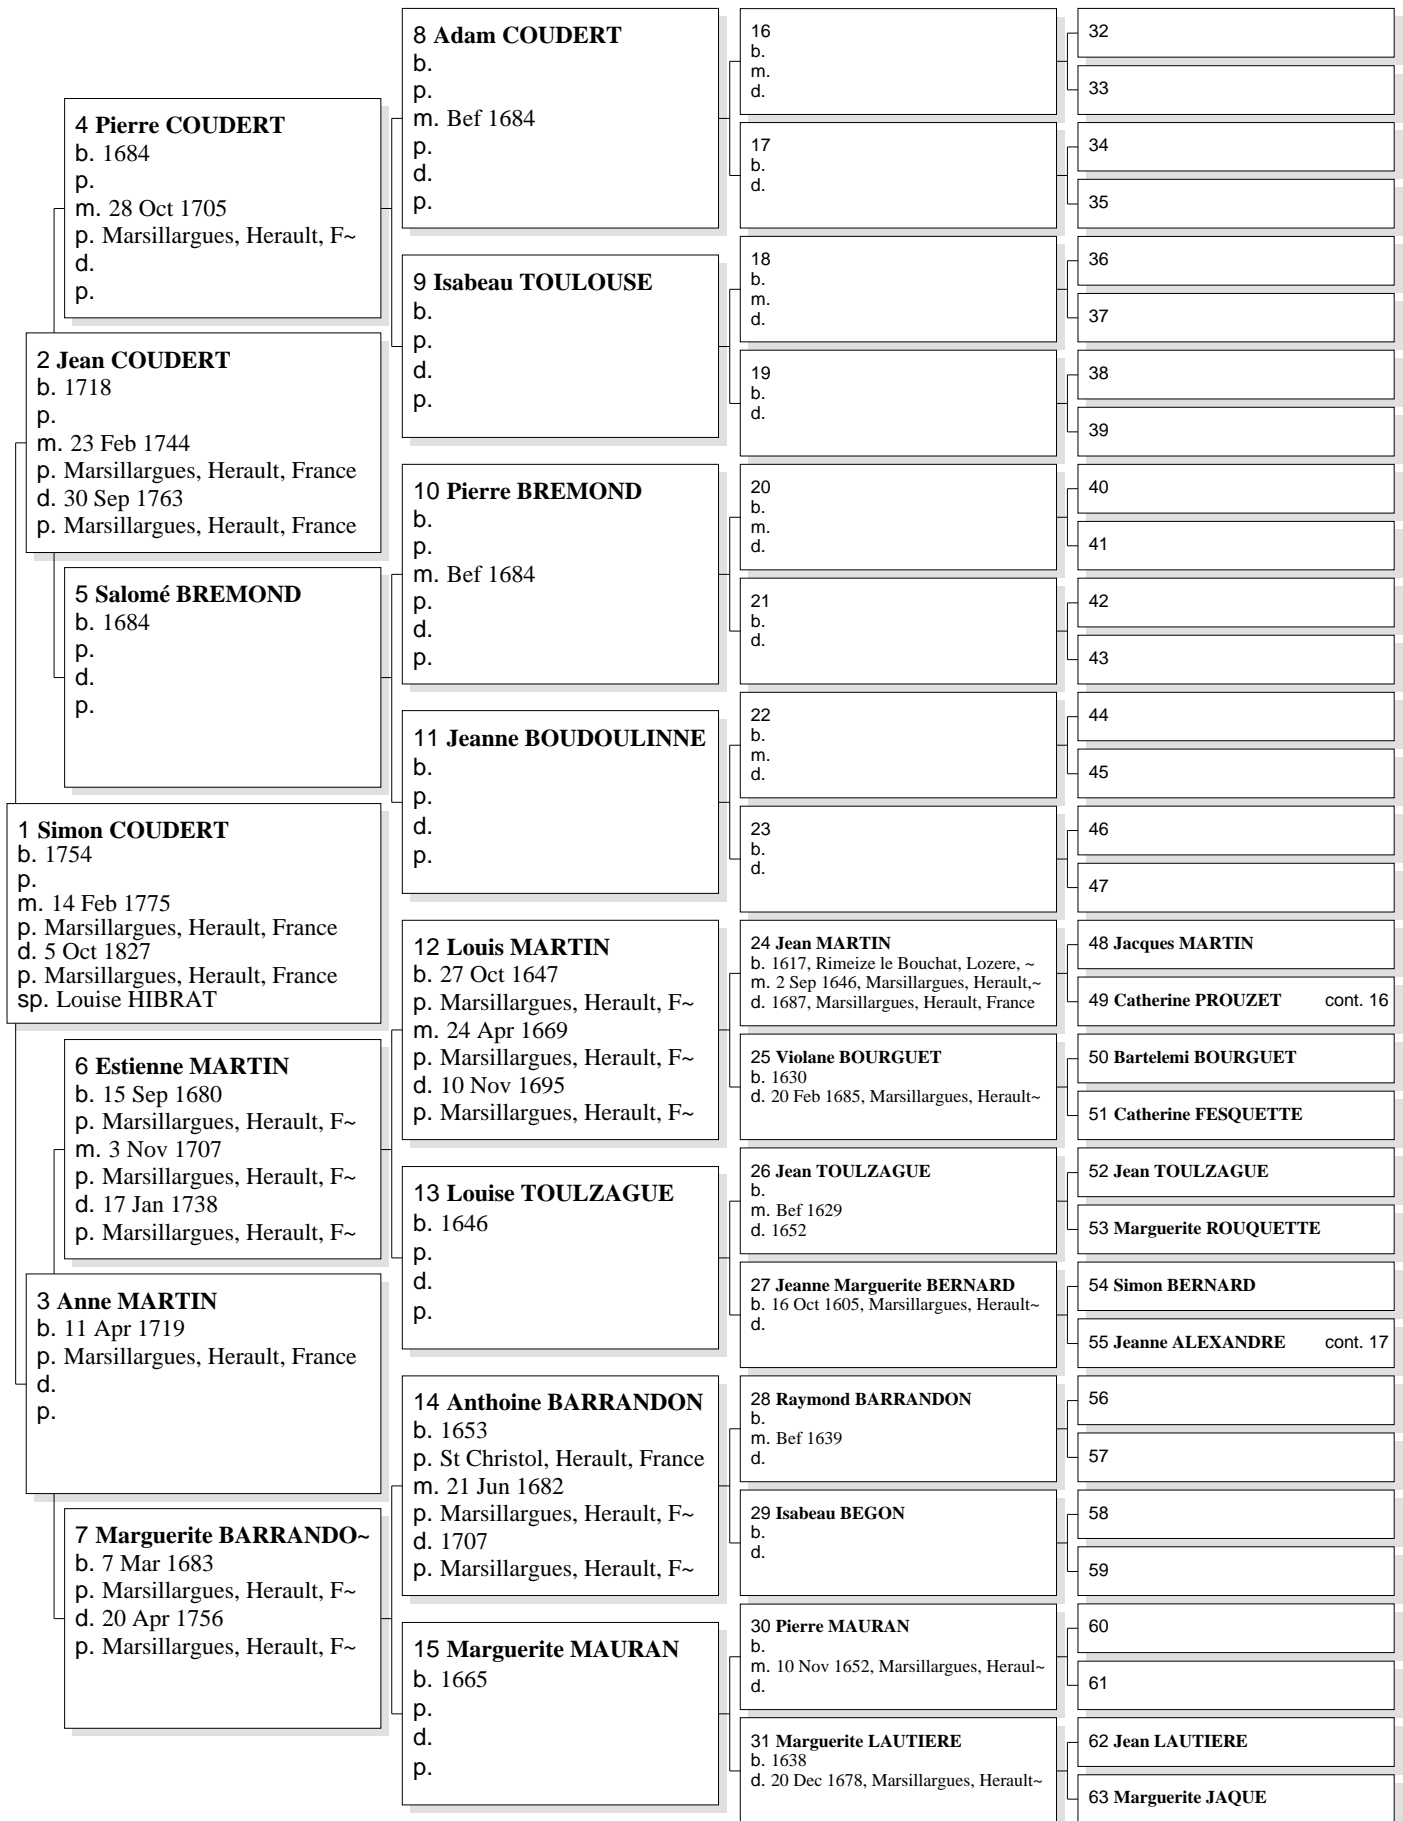 1 Simon COUDERT
b. 1754
p.
m. 14 Feb 1775
p. Marsillargues, Herault, France
d. 5 Oct 1827
p. Marsillargues, Herault, France
sp. Louise HIBRAT
2 Jean COUDERT
b. 1718
p.
m. 23 Feb 1744
p. Marsillargues, Herault, France
d. 30 Sep 1763
p. Marsillargues, Herault, France
3 Anne MARTIN
b. 11 Apr 1719
p. Marsillargues, Herault, France
d.
p.
4 Pierre COUDERT
b. 1684
p.
m. 28 Oct 1705
p. Marsillargues, Herault, F~
d.
p.
5 Salomé BREMOND
b. 1684
p.
d.
p.
6 Estienne MARTIN
b. 15 Sep 1680
p. Marsillargues, Herault, F~
m. 3 Nov 1707
p. Marsillargues, Herault, F~
d. 17 Jan 1738
p. Marsillargues, Herault, F~
7 Marguerite BARRANDO~
b. 7 Mar 1683
p. Marsillargues, Herault, F~
d. 20 Apr 1756
p. Marsillargues, Herault, F~
8 Adam COUDERT
b.
p.
m. Bef 1684
p.
d.
p.
9 Isabeau TOULOUSE
b.
p.
d.
p.
10 Pierre BREMOND
b.
p.
m. Bef 1684
p.
d.
p.
11 Jeanne BOUDOULINNE
b.
p.
d.
p.
12 Louis MARTIN
b. 27 Oct 1647
p. Marsillargues, Herault, F~
m. 24 Apr 1669
p. Marsillargues, Herault, F~
d. 10 Nov 1695
p. Marsillargues, Herault, F~
13 Louise TOULZAGUE
b. 1646
p.
d.
p.
14 Anthoine BARRANDON
b. 1653
p. St Christol, Herault, France
m. 21 Jun 1682
p. Marsillargues, Herault, F~
d. 1707
p. Marsillargues, Herault, F~
15 Marguerite MAURAN
b. 1665
p.
d.
p.
16
b.
m.
d.
17
b.
d.
18
b.
m.
d.
19
b.
d.
20
b.
m.
d.
21
b.
d.
22
b.
m.
d.
23
b.
d.
24 Jean MARTIN
b. 1617, Rimeize le Bouchat, Lozere, ~
m. 2 Sep 1646, Marsillargues, Herault,~
d. 1687, Marsillargues, Herault, France
25 Violane BOURGUET
b. 1630
d. 20 Feb 1685, Marsillargues, Herault~
26 Jean TOULZAGUE
b.
m. Bef 1629
d. 1652
27 Jeanne Marguerite BERNARD
b. 16 Oct 1605, Marsillargues, Herault~
d.
28 Raymond BARRANDON
b.
m. Bef 1639
d.
29 Isabeau BEGON
b.
d.
30 Pierre MAURAN
b.
m. 10 Nov 1652, Marsillargues, Heraul~
d.
31 Marguerite LAUTIERE
b. 1638
d. 20 Dec 1678, Marsillargues, Herault~
32
33
34
35
36
37
38
39
40
41
42
43
44
45
46
47
48 Jacques MARTIN
49 Catherine PROUZET cont. 16
50 Bartelemi BOURGUET
51 Catherine FESQUETTE
52 Jean TOULZAGUE
53 Marguerite ROUQUETTE
54 Simon BERNARD
55 Jeanne ALEXANDRE cont. 17
56
57
58
59
60
61
62 Jean LAUTIERE
63 Marguerite JAQUE